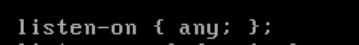 listen-on { any; };